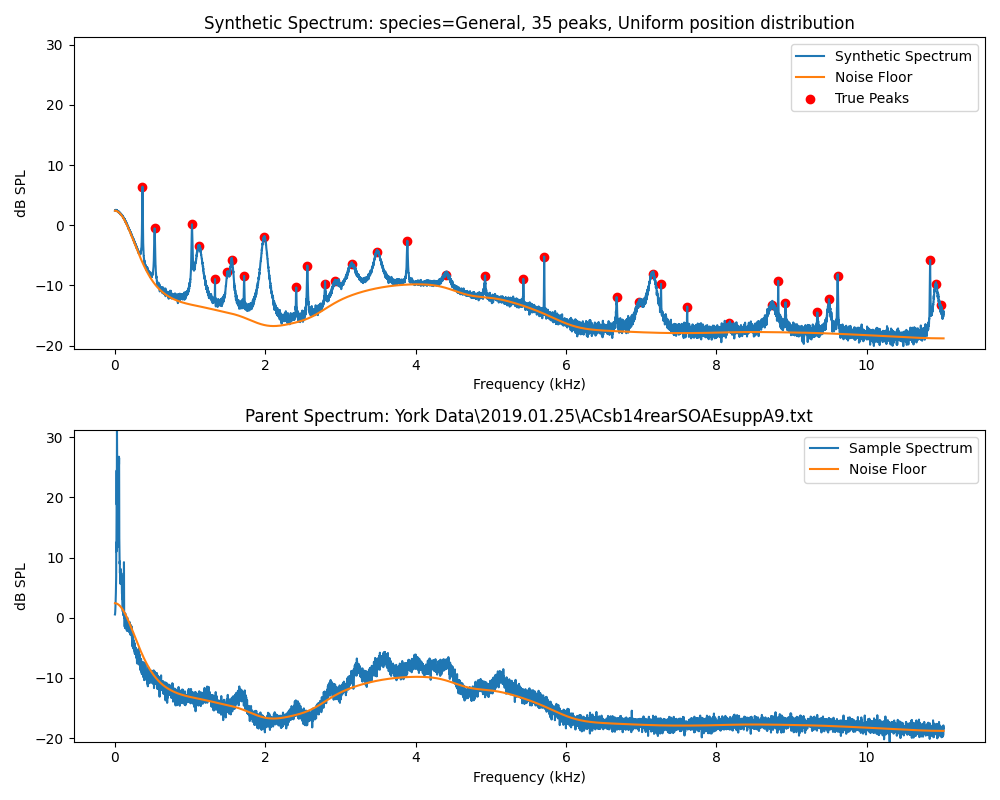 Synthetic Spectrum: species=General, 35 peaks, Uniform position distribution
30
20
10
0
−10
−20
dB SPL
Synthetic Spectrum
Noise Floor
True Peaks
0 2 4 6 8 10
Frequency (kHz)
Parent Spectrum: York Data\2019.01.25\ACsb14rearSOAEsuppA9.txt
30
20
10
0
−10
−20
dB SPL
Sample Spectrum
Noise Floor
0 2 4 6 8 10
Frequency (kHz)